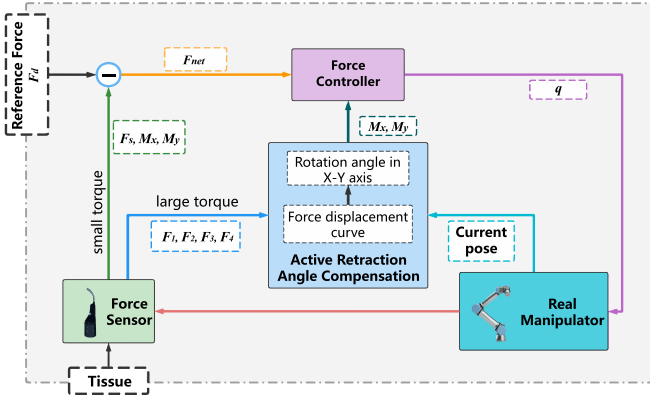 Reference Force
Fd
Fnet
Force
Controller
q
Fs, Mx, My
Mx, My
small torque
large torque
F1, F2, F3, F4
Rotation angle in
X-Y axis
Force displacement
curve
Active Retraction
Angle Compensation
Current
pose
Force
Sensor
Real
Manipulator
Tissue